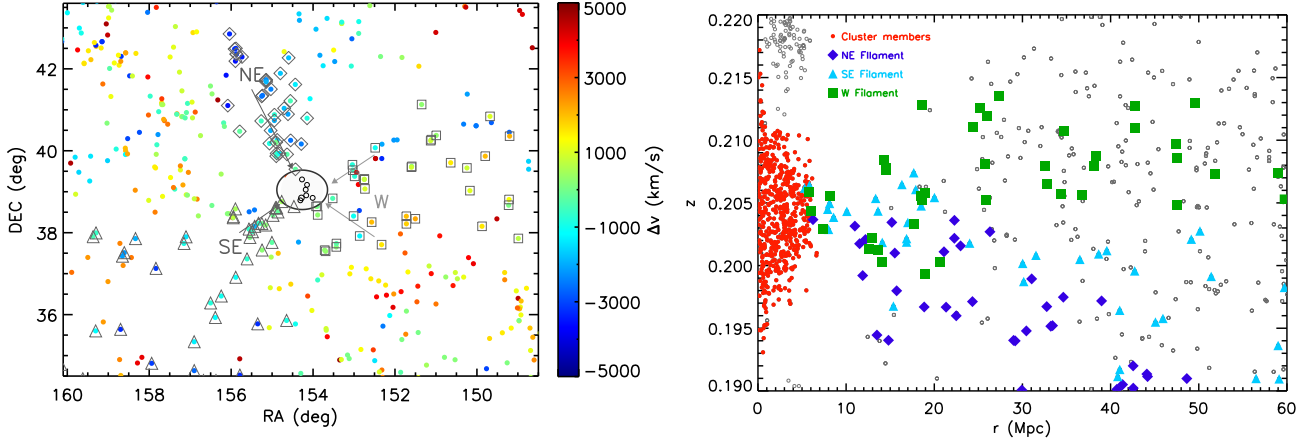 42
40
38
36
DEC (deg)
160
158
156
154
152
150
RA (deg)
NE
SE
W
5000
3000
1000
−1000
−3000
−5000
Δv (km/s)
0.220
0.215
0.210
0.205
0.200
0.195
0.190
z
Cluster members
NE Filament
SE Filament
W Filament
0
10
20
30
40
50
60
r (Mpc)